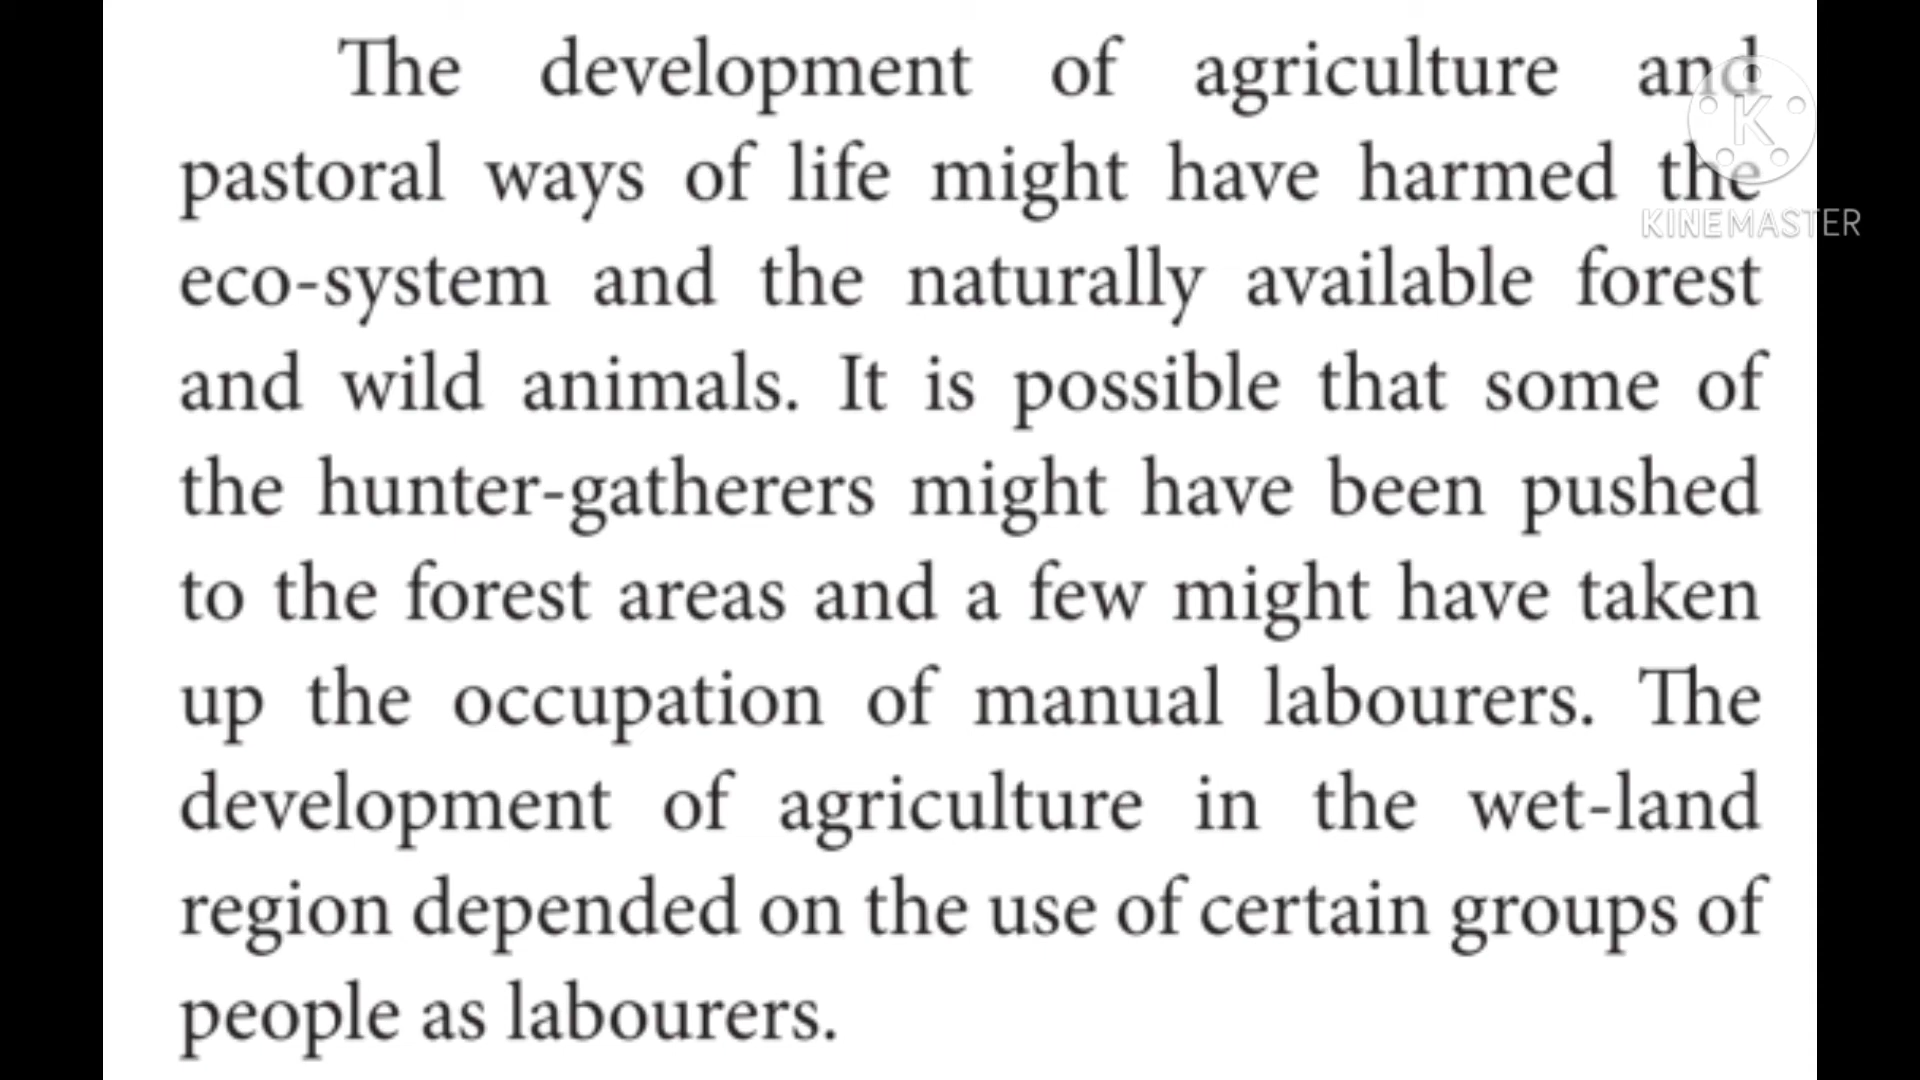 The development of agriculture and
pastoral ways of life might have harmed the
eco-system and the naturally available forest
and wild animals. It is possible that some of
the hunter-gatherers might have been pushed
to the forest areas and a few might have taken
up the occupation of manual labourers. The
development of agriculture in the wet-land
region depended on the use of certain groups of
people as labourers.
K
KINEMASTER